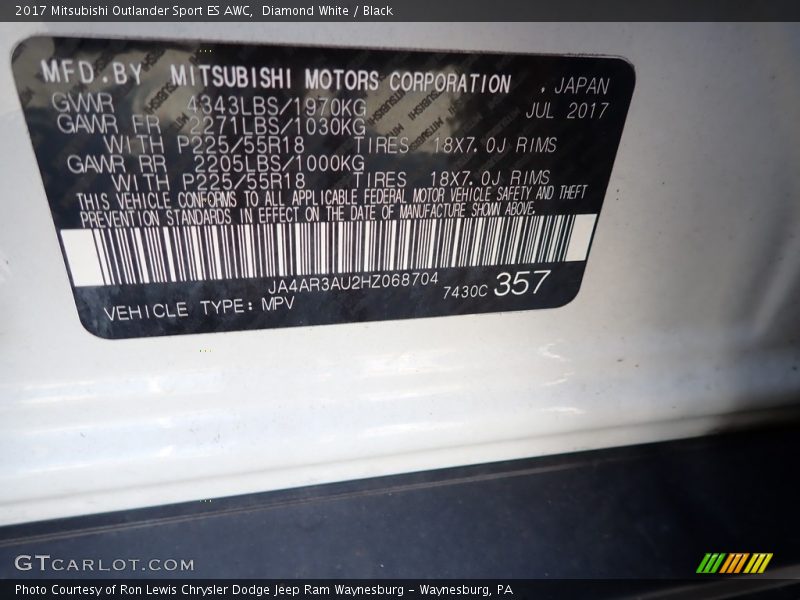 2017 Mitsubishi Outlander Sport ES AWC,  Diamond White / Black
MFD.BY MITSUBISHI MOTORS CORPORATION , JAPAN
GVWR 4343LBS/1970KG JUL 2017
GAWR FR 2271LBS/1030KG
WITH P225/55R18 TIRES 18X7.0J RIMS
GAWR RR 2205LBS/1000KG
WITH P225/55R18 TIRES 18X7.0J RIMS
THIS VEHICLE CONFORMS TO ALL APPLICABLE FEDERAL MOTOR VEHICLE SAFETY AND THEFT
PREVENTION STANDARDS IN EFFECT ON THE DATE OF MANUFACTURE SHOWN ABOVE.
JA4AR3AU2HZ068704 7430C 357
VEHICLE TYPE: MPV
GTCARLOT.COM
Photo Courtesy of Ron Lewis Chrysler Dodge Jeep Ram Waynesburg – Waynesburg, PA